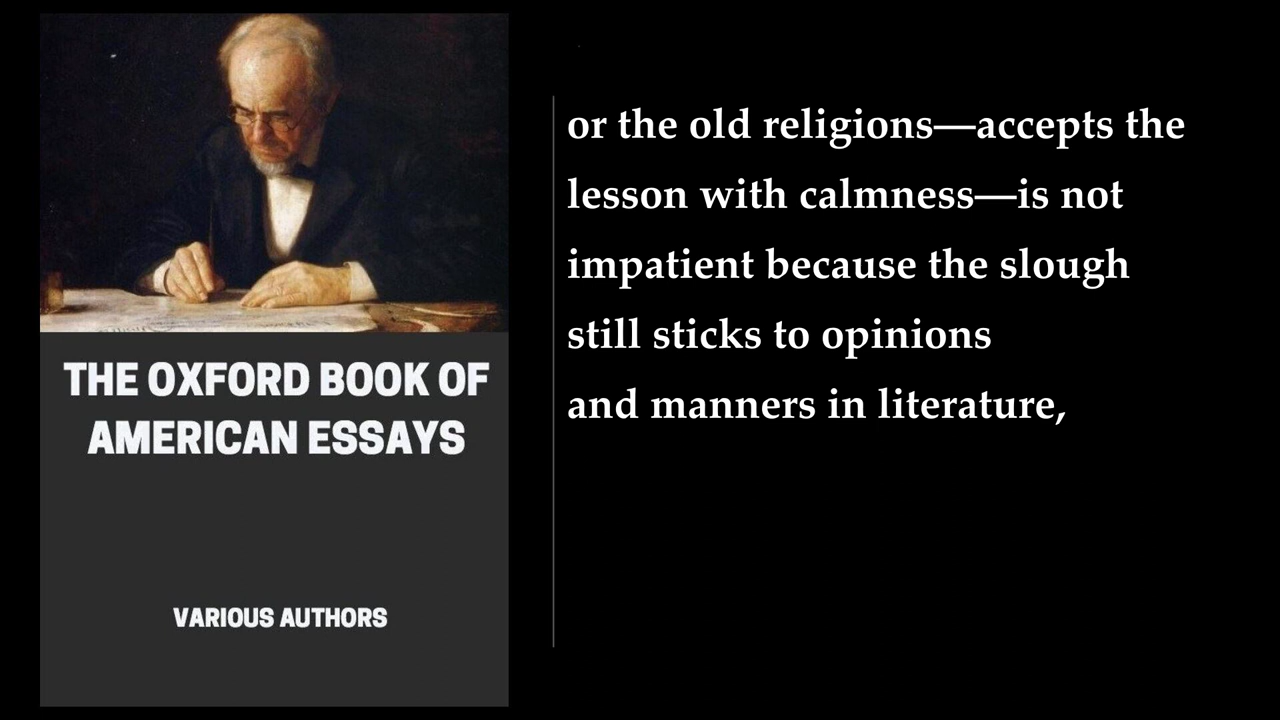 THE OXFORD BOOK OF
AMERICAN ESSAYS
VARIOUS AUTHORS
or the old religions—accepts the
lesson with calmness—is not
impatient because the slough
still sticks to opinions
and manners in literature,